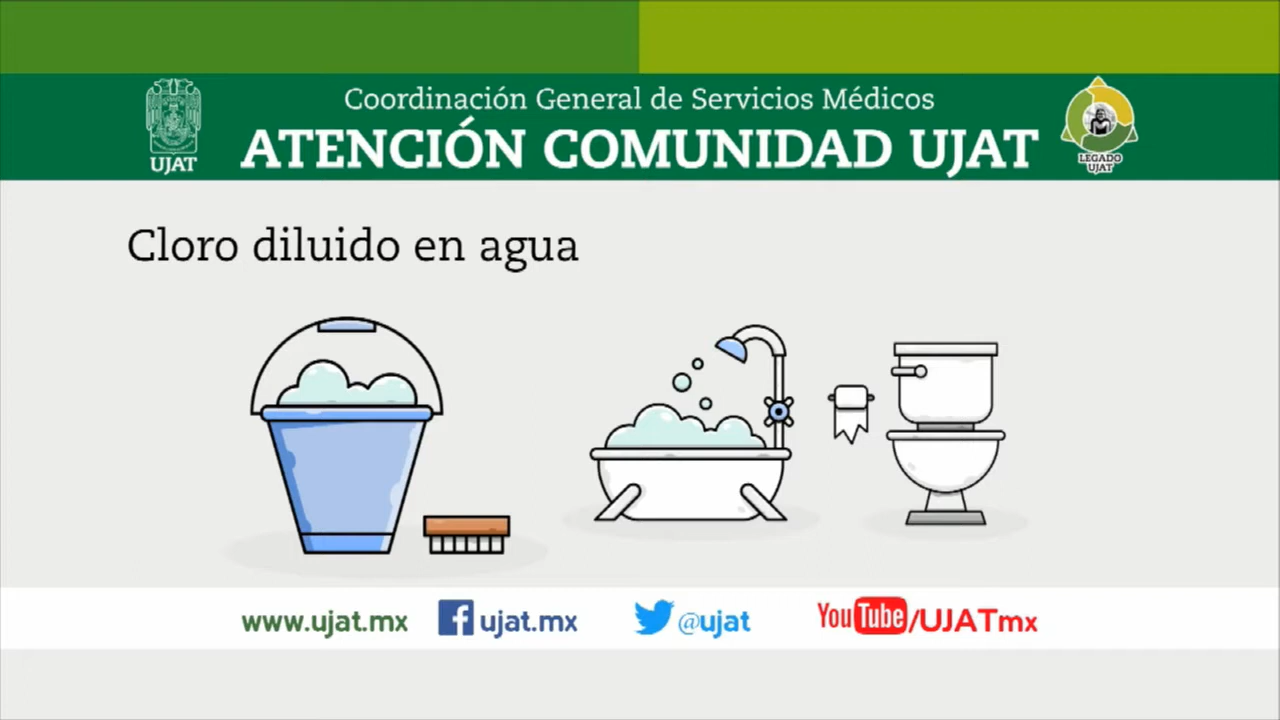 Coordinación General de Servicios Médicos
ATENCIÓN COMUNIDAD UJAT
UJAT
LEGADO
UJAT
Cloro diluido en agua
www.ujat.mx
ujat.mx
@ujat
YouTube/UJATmx